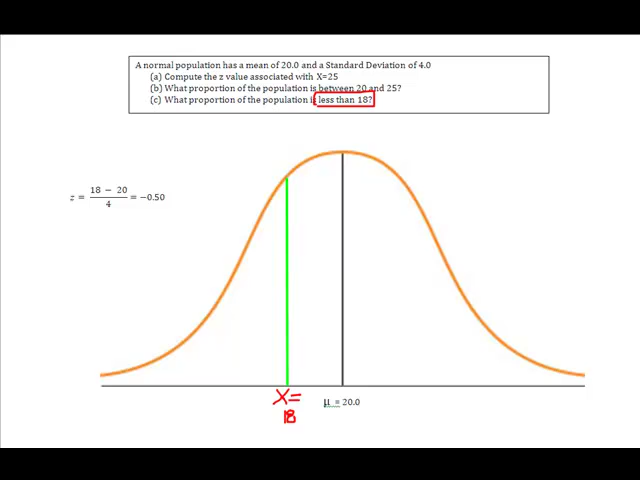 A normal population has a mean of 20.0 and a Standard Deviation of 4.0
(a) Compute the z value associated with X=25
(b) What proportion of the population is between 20 and 25?
(c) What proportion of the population is less than 18?
z = 18 − 20 / 4 = −0.50
X=
18
μ = 20.0